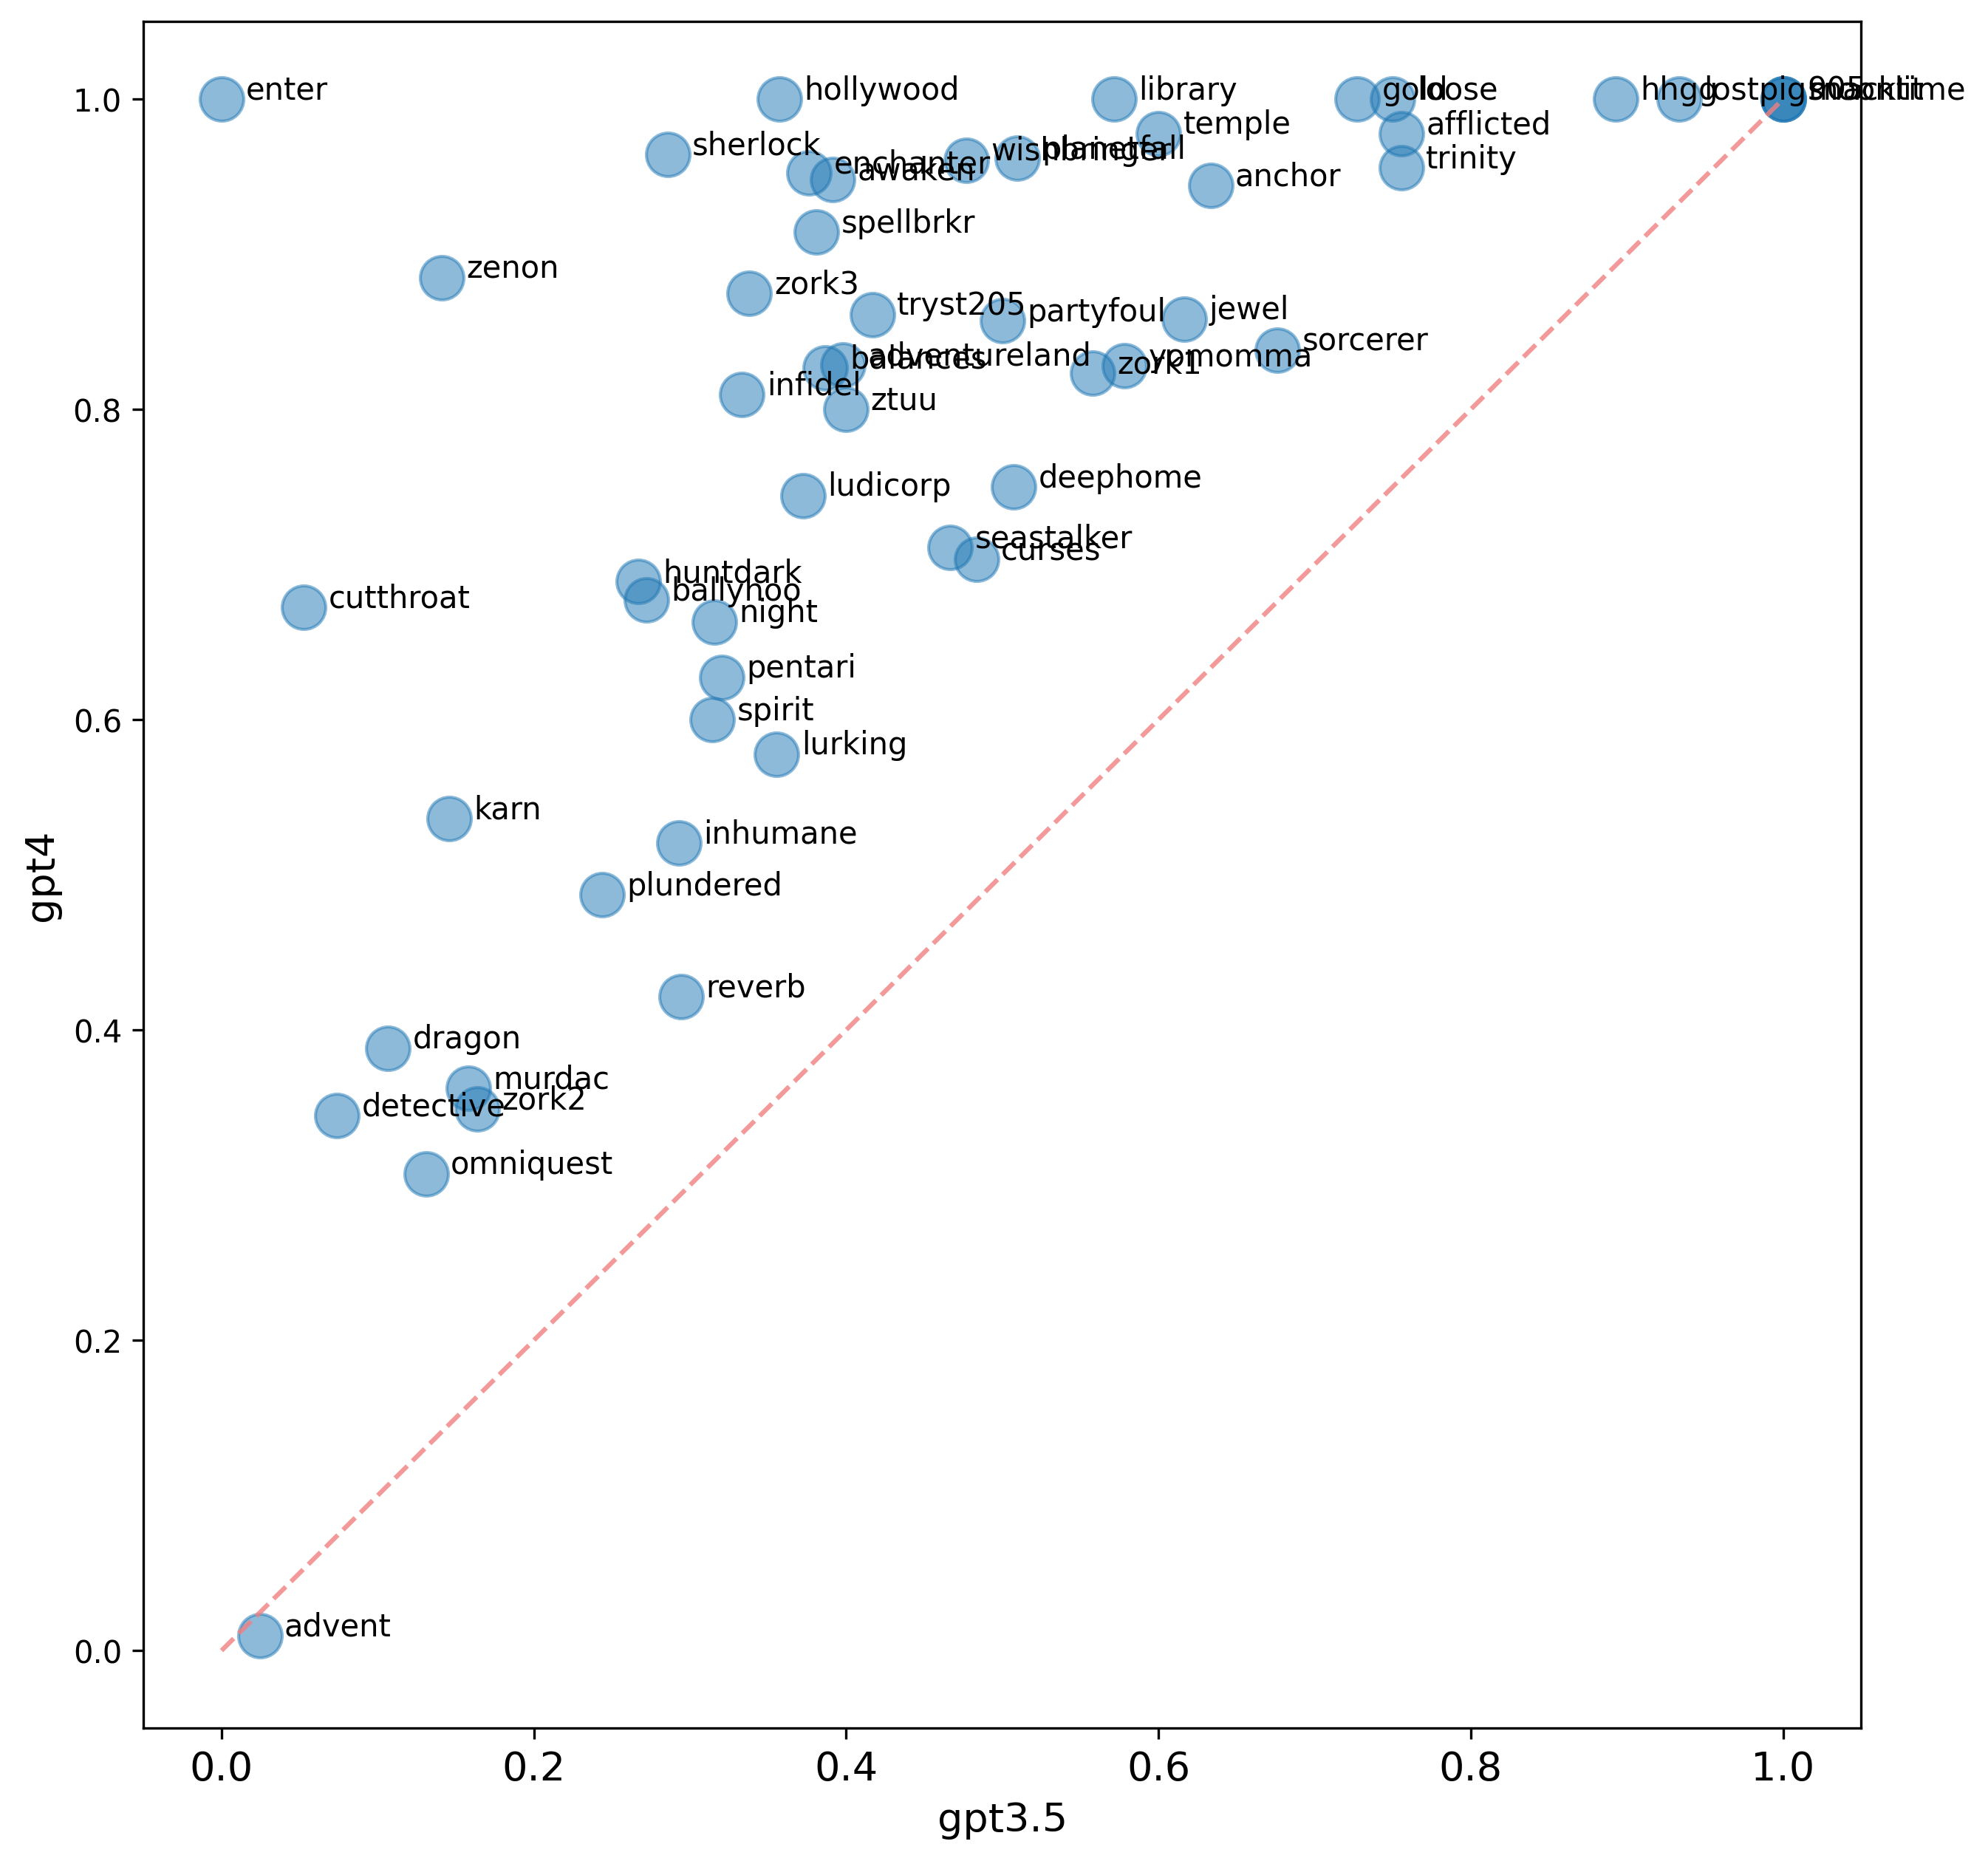 enter
hollywood
library
gold
loose
hhgg
lostpig
905
temple
afflicted
sherlock
wishbringer
planetfall
trinity
enchanter
awaken
anchor
spellbrkr
zenon
zork3
tryst205
partyfoul
jewel
sorcerer
adventureland
balances
yomomma
zork1
infidel
ztuu
ludicorp
deephome
seastalker
curses
huntdark
ballyhoo
cutthroat
night
pentari
spirit
lurking
karn
inhumane
plundered
reverb
dragon
murdac
zork2
detective
omniquest
advent
1.0
0.8
0.6
0.4
0.2
0.0
gpt4
0.0
0.2
0.4
0.6
0.8
1.0
gpt3.5